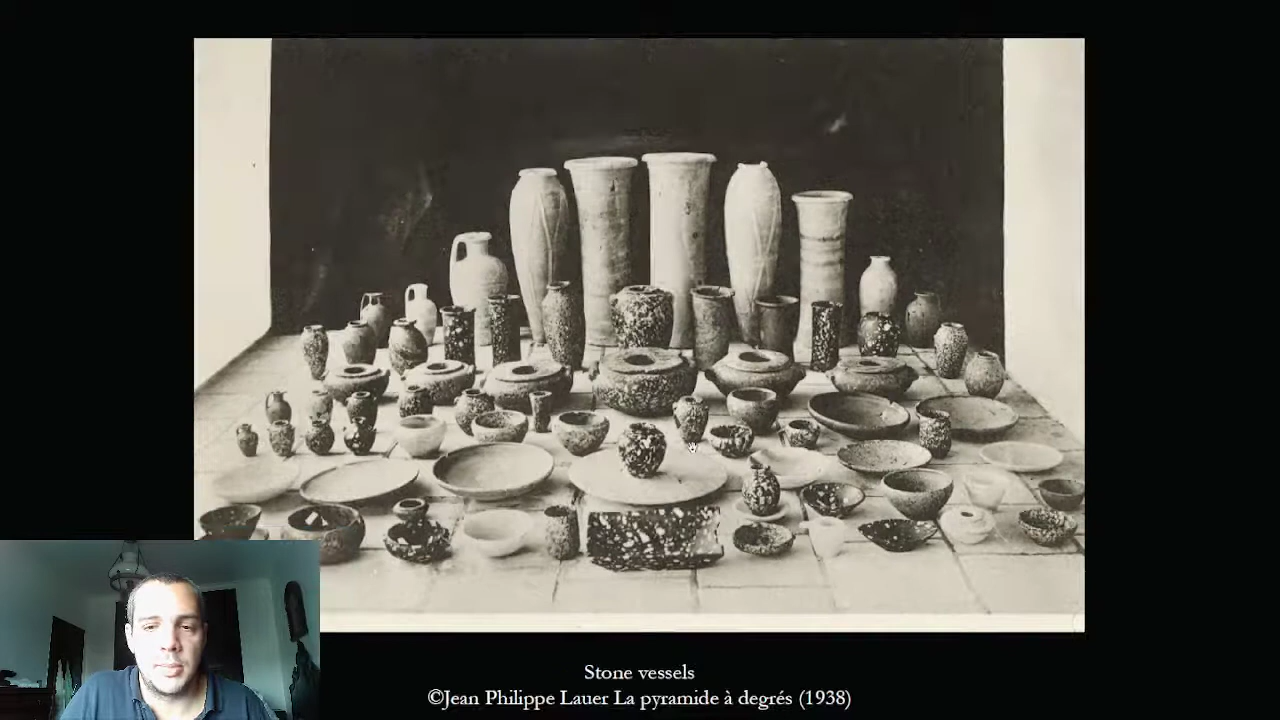 Stone vessels
©Jean Philippe Lauer La pyramide à degrés (1938)